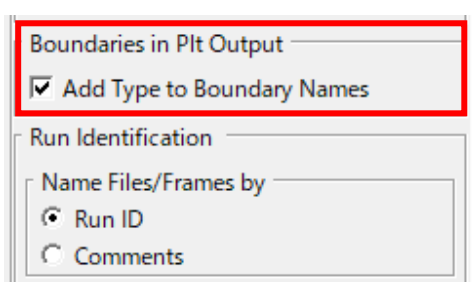 Boundaries in Plt Output
Add Type to Boundary Names
Run Identification
Name Files/Frames by
Run ID
Comments